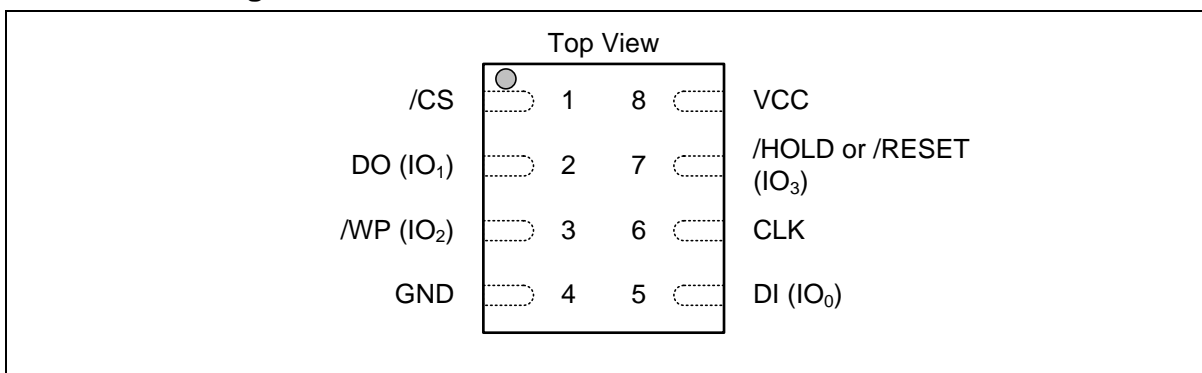 Top View
/CS 1 8 VCC
DO (IO₁) 2 7 /HOLD or /RESET
(IO₃)
/WP (IO₂) 3 6 CLK
GND 4 5 DI (IO₀)